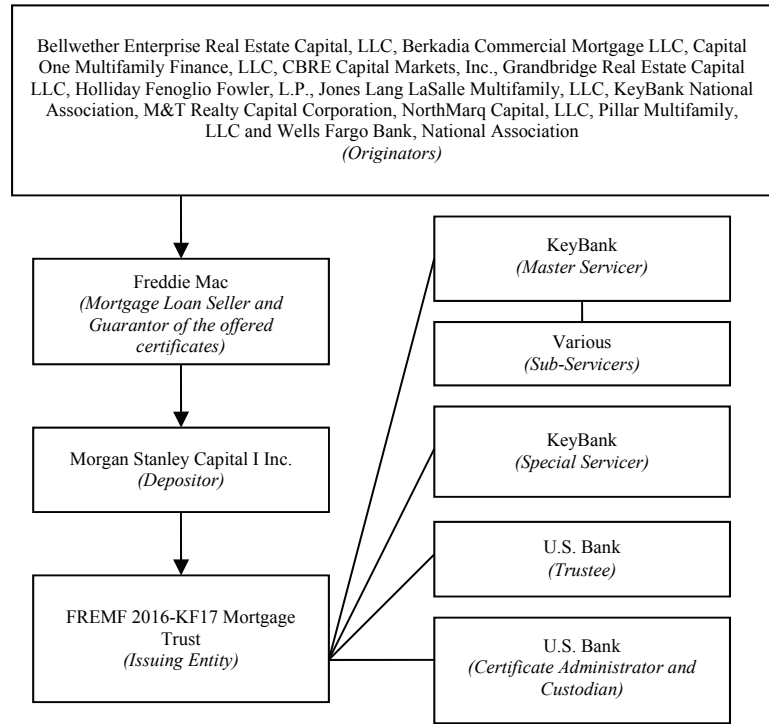 Bellwether Enterprise Real Estate Capital, LLC, Berkadia Commercial Mortgage LLC, Capital
One Multifamily Finance, LLC, CBRE Capital Markets, Inc., Grandbridge Real Estate Capital
LLC, Holliday Fenoglio Fowler, L.P., Jones Lang LaSalle Multifamily, LLC, KeyBank National
Association, M&T Realty Capital Corporation, NorthMarq Capital, LLC, Pillar Multifamily,
LLC and Wells Fargo Bank, National Association
(Originators)
Freddie Mac
(Mortgage Loan Seller and
Guarantor of the offered
certificates)
Morgan Stanley Capital I Inc.
(Depositor)
FREMF 2016-KF17 Mortgage
Trust
(Issuing Entity)
KeyBank
(Master Servicer)
Various
(Sub-Servicers)
KeyBank
(Special Servicer)
U.S. Bank
(Trustee)
U.S. Bank
(Certificate Administrator and
Custodian)